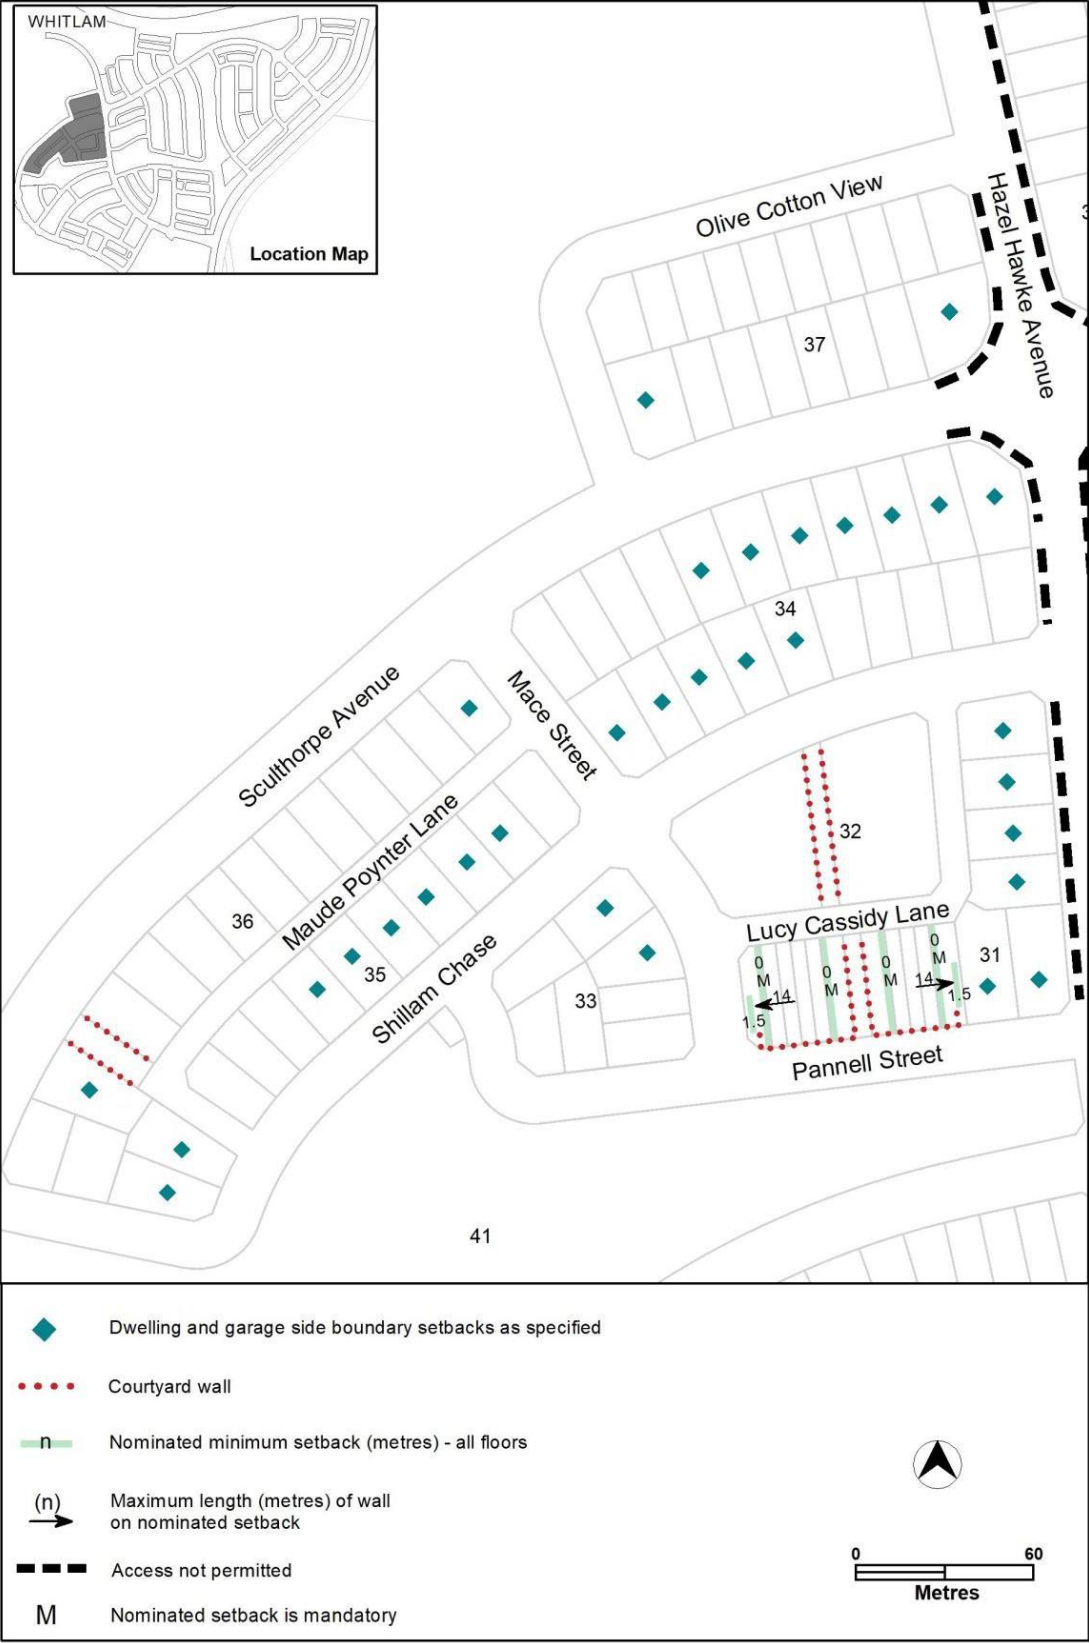 WHITLAM
Location Map
Olive Cotton View
Hazel Hawke Avenue
37
34
Sculthorpe Avenue
Mace Street
Maude Poynter Lane
32
36
35
Shillam Chase
33
Lucy Cassidy Lane
0
M
0
M
0
M
0
M
14
14
1.5
1.5
31
Pannell Street
41
Dwelling and garage side boundary setbacks as specified
Courtyard wall
n
Nominated minimum setback (metres) - all floors
(n)
Maximum length (metres) of wall
on nominated setback
Access not permitted
M
Nominated setback is mandatory
0 60
Metres